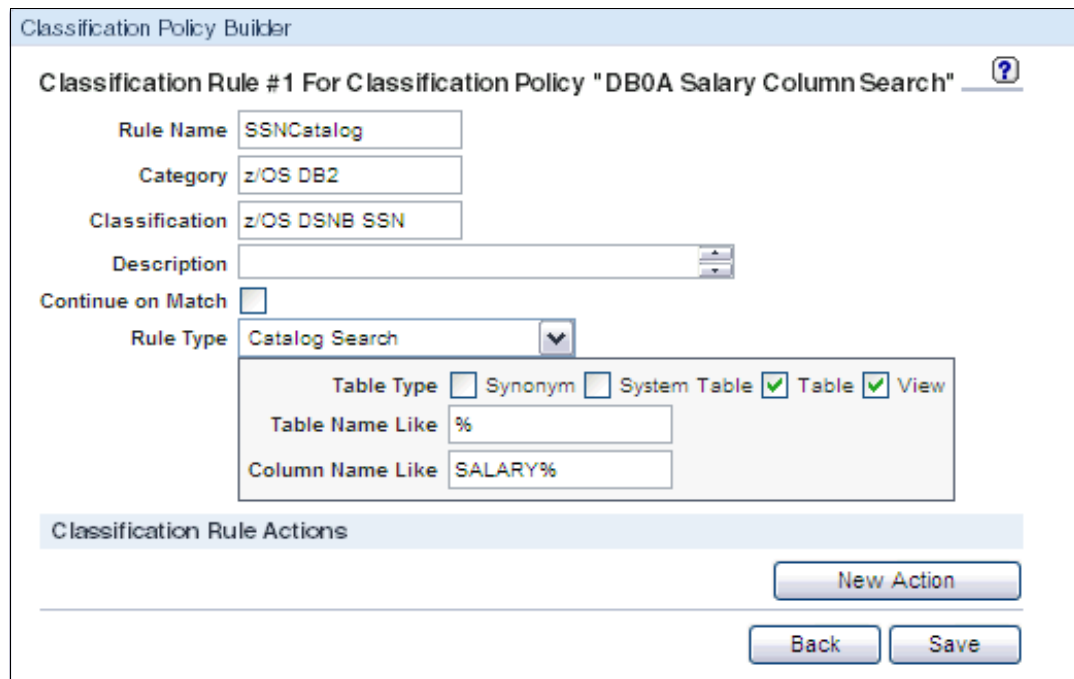 Classification Policy Builder
Classification Rule #1 For Classification Policy "DB0A Salary Column Search" ?
Rule Name SSNCatalog
Category z/OS DB2
Classification z/OS DSNB SSN
Description
Continue on Match
Rule Type Catalog Search
Table Type Synonym System Table Table View
Table Name Like %
Column Name Like SALARY%
Classification Rule Actions
New Action
Back Save